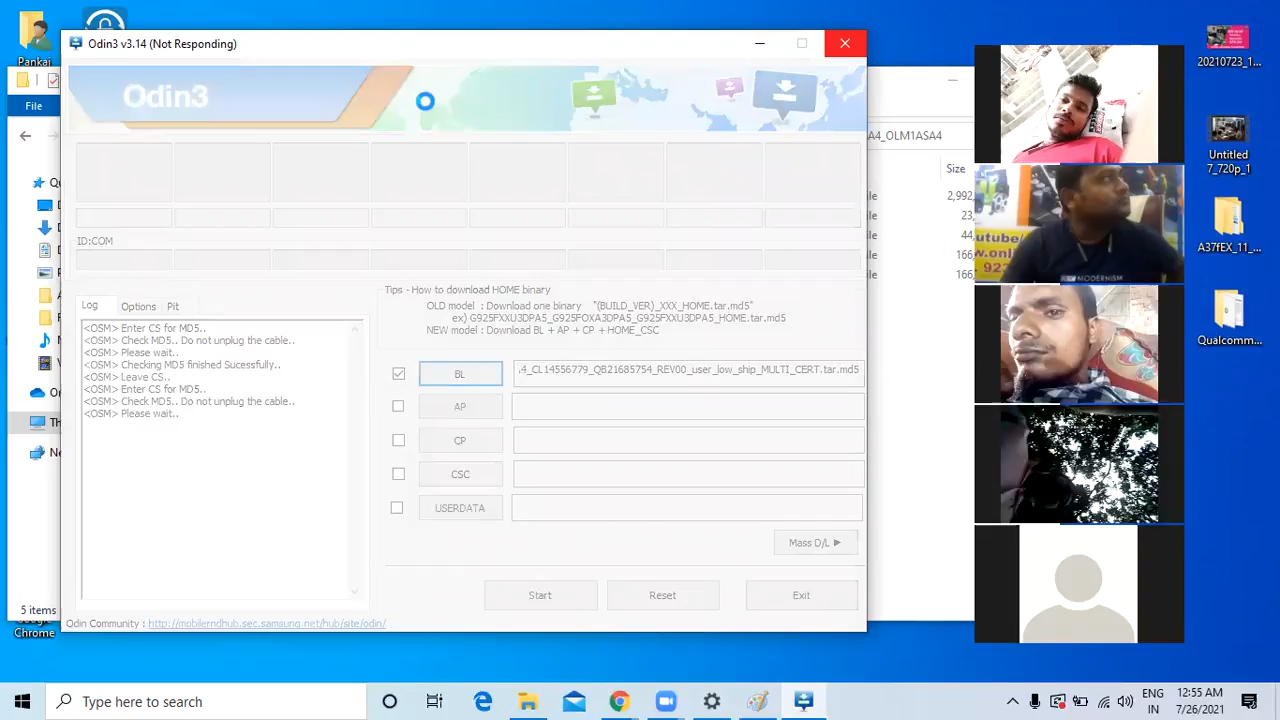 Pankaj
Odin3 v3.14 (Not Responding)
Odin3
File
A4_OLM1ASA4
Size
2,992,
23,
44,
166,
166,
ID:COM
Log
Options
Pit
<OSM> Enter CS for MD5..
<OSM> Check MD5.. Do not unplug the cable..
<OSM> Please wait..
<OSM> Checking MD5 finished Sucessfully..
<OSM> Leave CS..
<OSM> Enter CS for MD5..
<OSM> Check MD5.. Do not unplug the cable..
<OSM> Please wait..
Tips - How to download HOME binary
OLD model : Download one binary "(BUILD_VER)_XXX_HOME.tar.md5"
ex) G925FXXU3DPA5_G925FOXA3DPA5_G925FXXU3DPA5_HOME.tar.md5
NEW model : Download BL + AP + CP + HOME_CSC
BL
.4_CL14556779_QB21685754_REV00_user_low_ship_MULTI_CERT.tar.md5
AP
CP
CSC
USERDATA
Mass D/L ▶
Start
Reset
Exit
5 items
Odin Community : http://mobilerndhub.sec.samsung.net/hub/site/odin/
Google
Chrome
MODERNISM
20210723_1...
Untitled
7_720p_1
A37fEX_11_...
Qualcomm...
Type here to search
ENG
IN
12:55 AM
7/26/2021